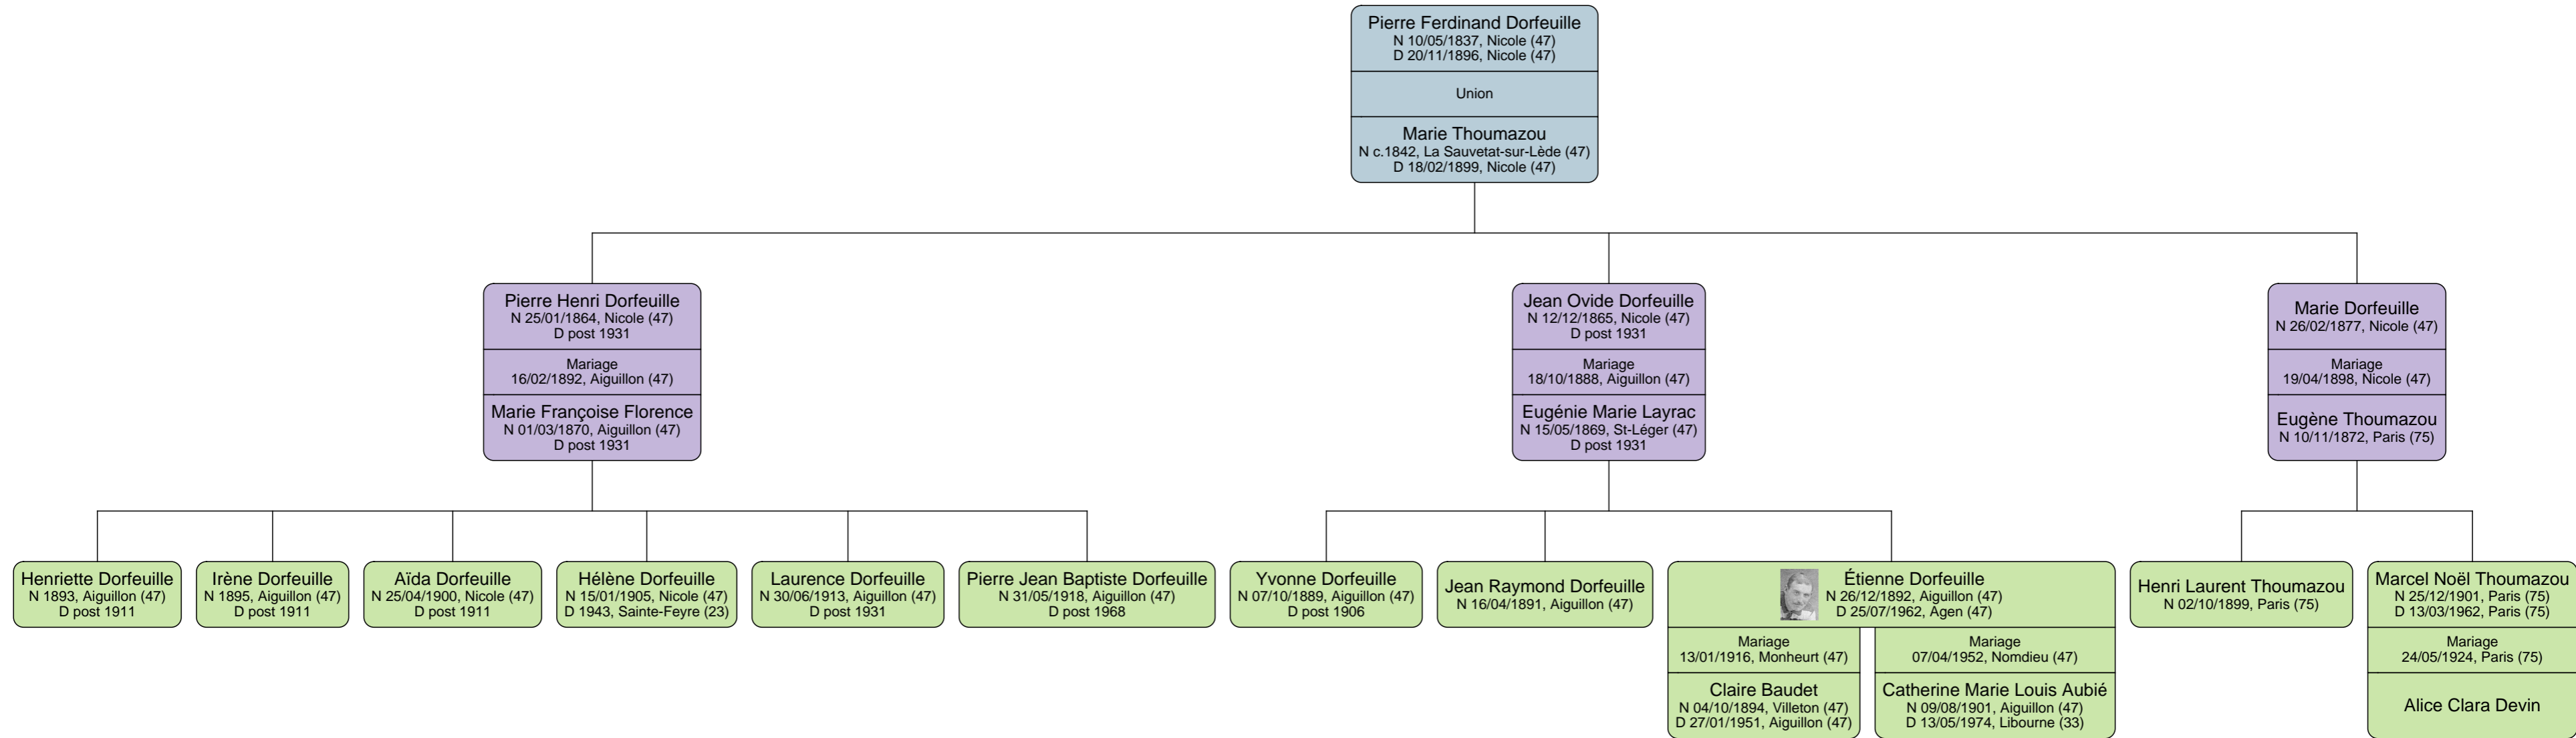 Pierre Ferdinand Dorfeuille
N 10/05/1837, Nicole (47)
D 20/11/1896, Nicole (47)
Union
Marie Thoumazou
N c.1842, La Sauvetat-sur-Lède (47)
D 18/02/1899, Nicole (47)
Pierre Henri Dorfeuille
N 25/01/1864, Nicole (47)
D post 1931
Mariage
16/02/1892, Aiguillon (47)
Marie Françoise Florence
N 01/03/1870, Aiguillon (47)
D post 1931
Jean Ovide Dorfeuille
N 12/12/1865, Nicole (47)
D post 1931
Mariage
18/10/1888, Aiguillon (47)
Eugénie Marie Layrac
N 15/05/1869, St-Léger (47)
D post 1931
Marie Dorfeuille
N 26/02/1877, Nicole (47)
Mariage
19/04/1898, Nicole (47)
Eugène Thoumazou
N 10/11/1872, Paris (75)
Henriette Dorfeuille
N 1893, Aiguillon (47)
D post 1911
Irène Dorfeuille
N 1895, Aiguillon (47)
D post 1911
Aïda Dorfeuille
N 25/04/1900, Nicole (47)
D post 1911
Hélène Dorfeuille
N 15/01/1905, Nicole (47)
D 1943, Sainte-Feyre (23)
Laurence Dorfeuille
N 30/06/1913, Aiguillon (47)
D post 1931
Pierre Jean Baptiste Dorfeuille
N 31/05/1918, Aiguillon (47)
D post 1968
Yvonne Dorfeuille
N 07/10/1889, Aiguillon (47)
D post 1906
Jean Raymond Dorfeuille
N 16/04/1891, Aiguillon (47)
Étienne Dorfeuille
N 26/12/1892, Aiguillon (47)
D 25/07/1962, Agen (47)
Mariage
13/01/1916, Monheurt (47)
Claire Baudet
N 04/10/1894, Villeton (47)
D 27/01/1951, Aiguillon (47)
Mariage
07/04/1952, Nomdieu (47)
Catherine Marie Louis Aubié
N 09/08/1901, Aiguillon (47)
D 13/05/1974, Libourne (33)
Henri Laurent Thoumazou
N 02/10/1899, Paris (75)
Marcel Noël Thoumazou
N 25/12/1901, Paris (75)
D 13/03/1962, Paris (75)
Mariage
24/05/1924, Paris (75)
Alice Clara Devin